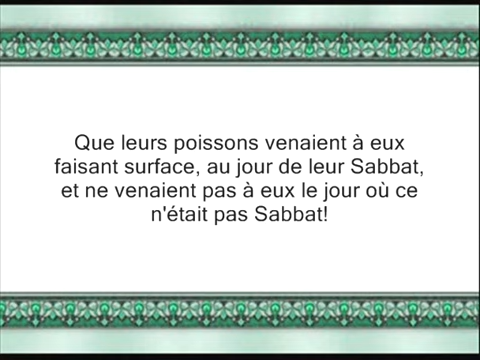 Que leurs poissons venaient à eux
faisant surface, au jour de leur Sabbat,
et ne venaient pas à eux le jour où ce
n'était pas Sabbat!